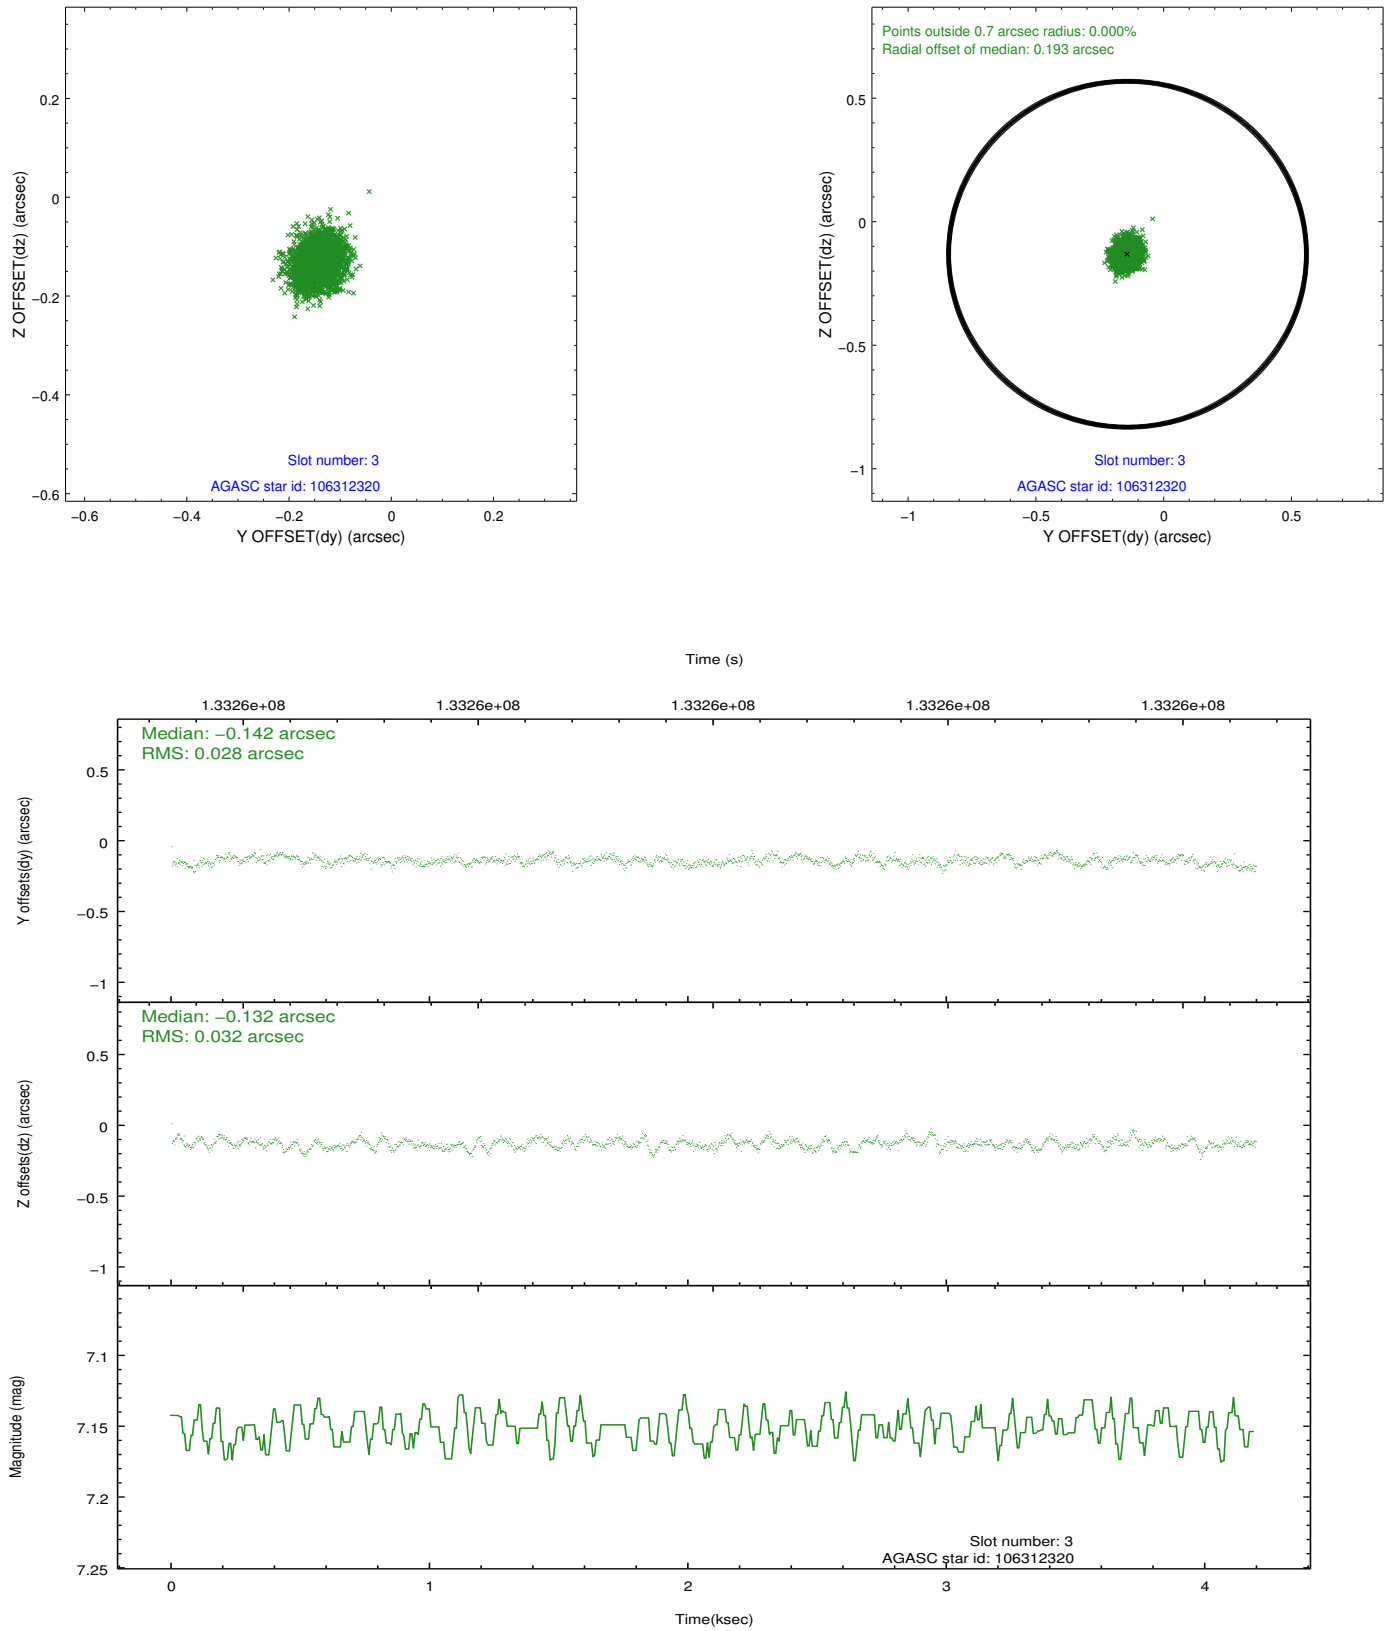 0.2
0
−0.2
−0.4
−0.6
Z OFFSET(dz) (arcsec)
Slot number: 3
AGASC star id: 106312320
−0.6 −0.4 −0.2 0 0.2
Y OFFSET(dy) (arcsec)
Points outside 0.7 arcsec radius: 0.000%
Radial offset of median: 0.193 arcsec
0.5
0
−0.5
−1
Z OFFSET(dz) (arcsec)
Slot number: 3
AGASC star id: 106312320
−1 −0.5 0 0.5
Y OFFSET(dy) (arcsec)
Time (s)
1.3326e+08 1.3326e+08 1.3326e+08 1.3326e+08 1.3326e+08
Median: −0.142 arcsec
RMS: 0.028 arcsec
0.5
0
−0.5
−1
Y offsets(dy) (arcsec)
Median: −0.132 arcsec
RMS: 0.032 arcsec
0.5
0
−0.5
−1
Z offsets(dz) (arcsec)
7.1
7.15
7.2
7.25
Magnitude (mag)
Slot number: 3
AGASC star id: 106312320
0 1 2 3 4
Time(ksec)